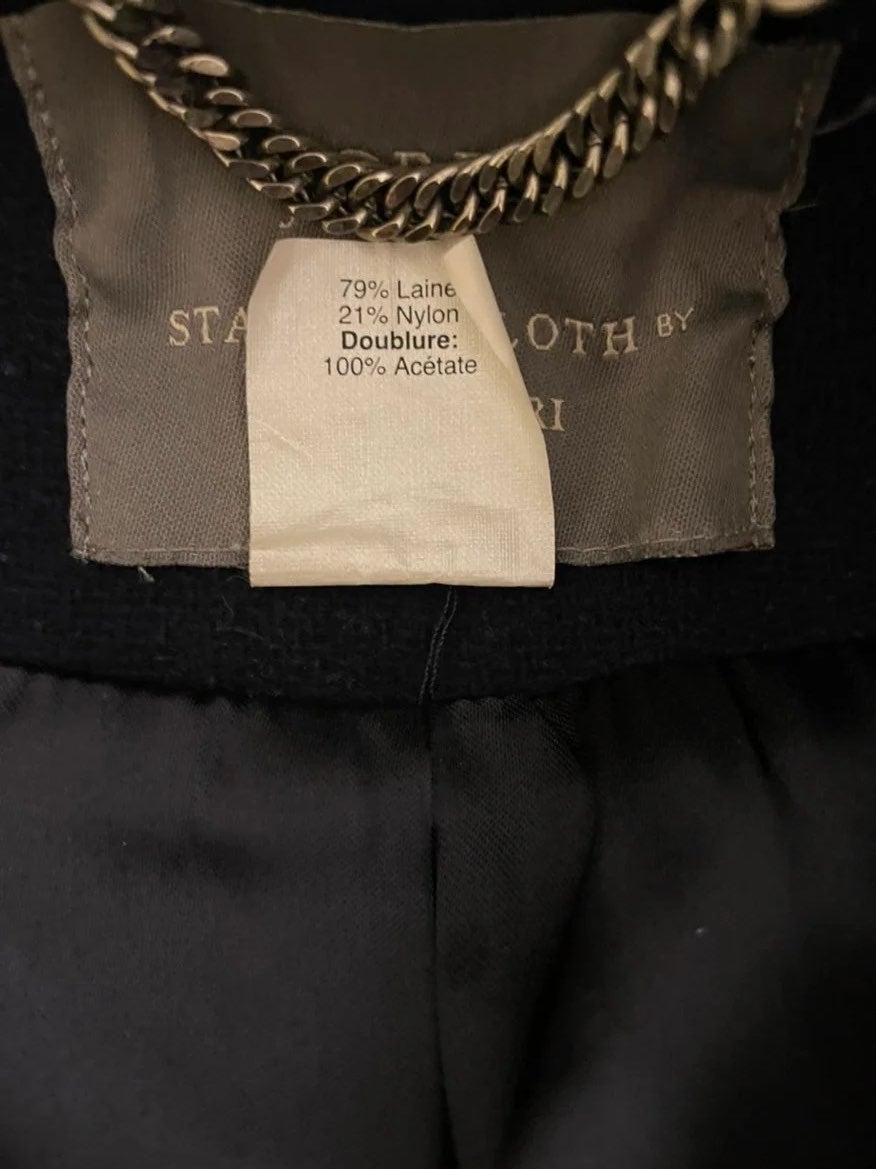 79% Laine
21% Nylon
Doublure:
100% Acétate
STA LOTH BY
RI